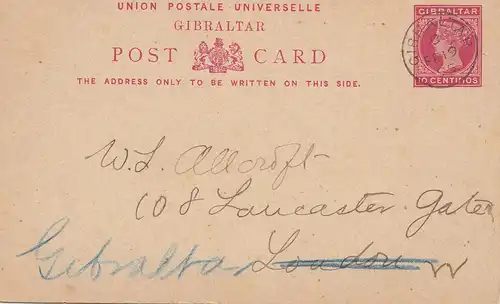 UNION POSTALE UNIVERSELLE
GIBRALTAR
POST CARD
THE ADDRESS ONLY TO BE WRITTEN ON THIS SIDE.
GIBRALTAR
10 CENTIMOS
GIBRALTAR
W. L. Allcroft
108 Lancaster Gate
Gibraltar London W